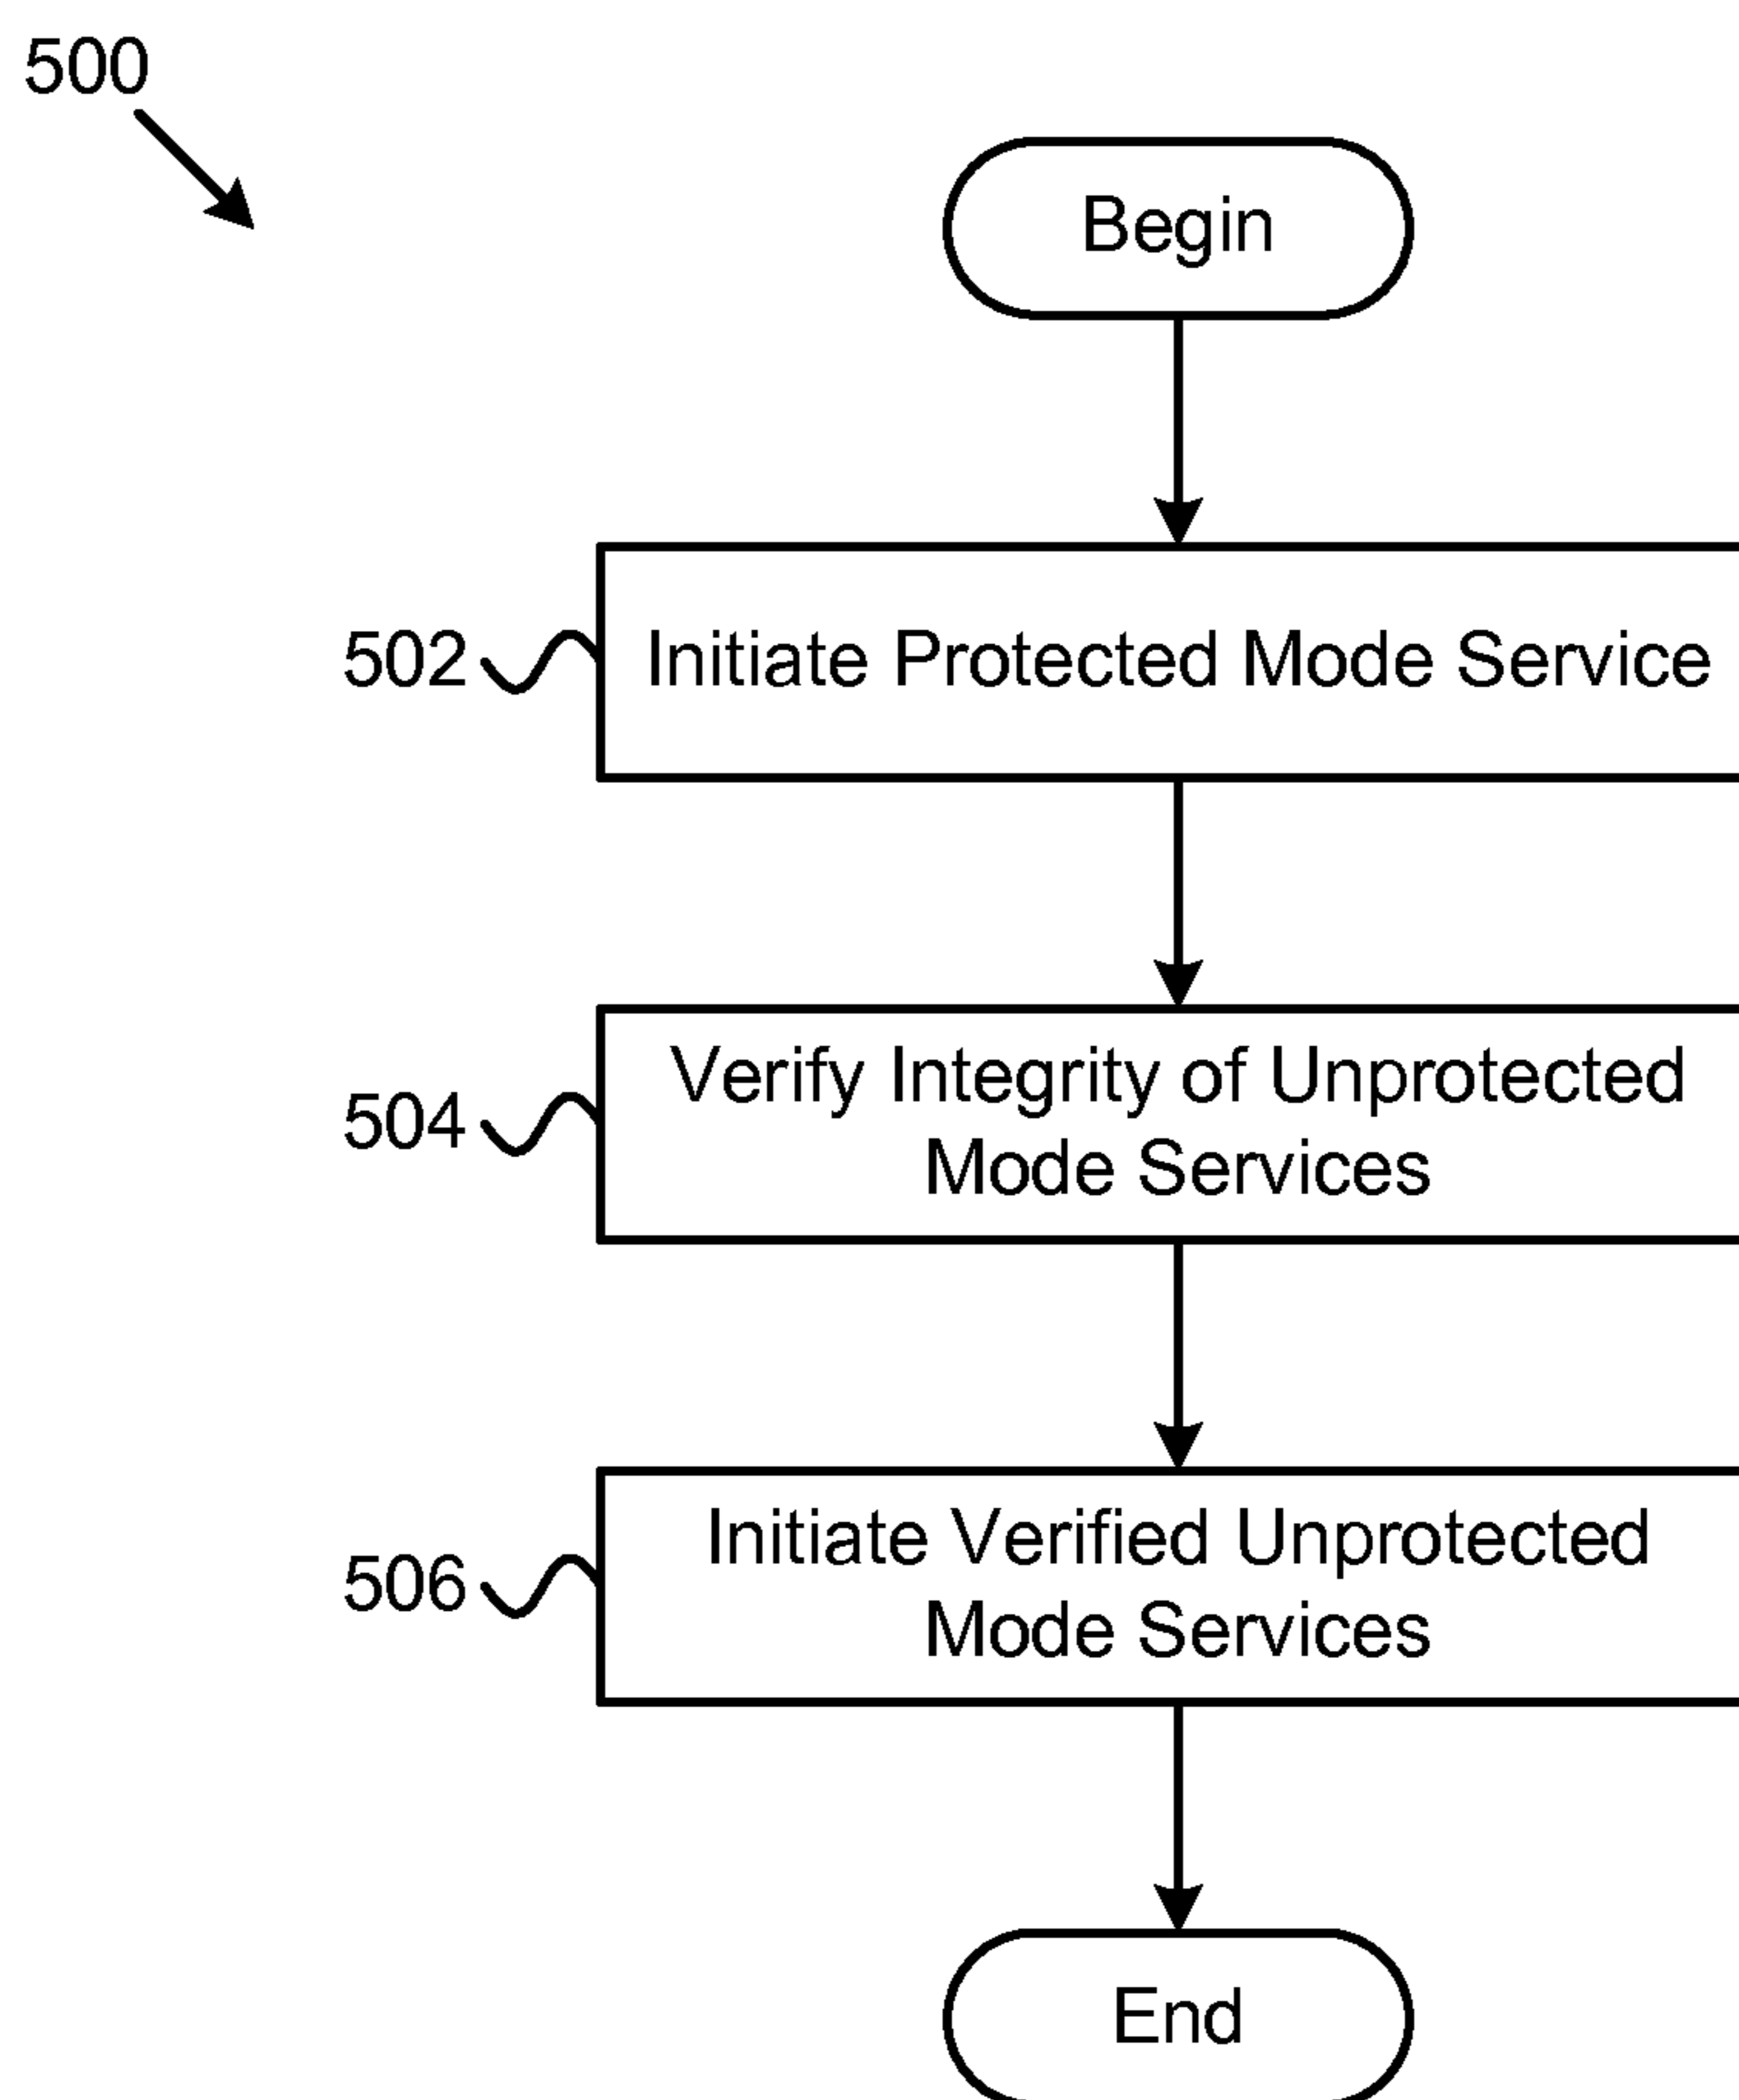 500
Begin
502
Initiate Protected Mode Service
504
Verify Integrity of Unprotected
Mode Services
506
Initiate Verified Unprotected
Mode Services
End